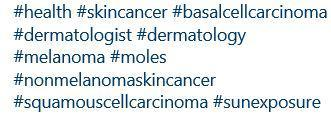 #health #skincancer #basalcellcarcinoma
#dermatologist #dermatology
#melanoma #moles
#nonmelanomaskincancer
#squamouscellcarcinoma #sunexposure